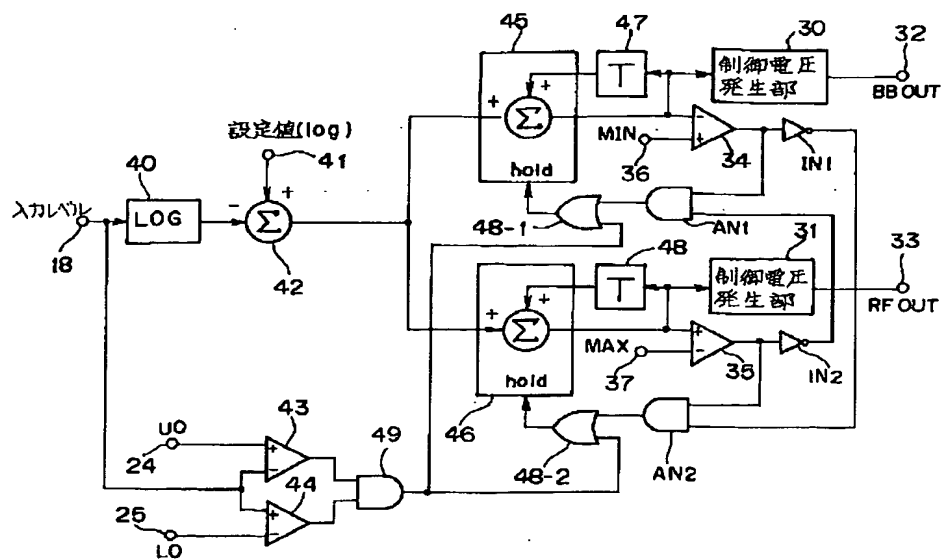 45
47
30
32
制御電圧
発生部
BB OUT
設定値(log)
41
40
Σ
T
MIN
36
34
IN1
hold
入力レベル
18
LOG
Σ
42
48-1
AN1
31
33
48
T
制御電圧
発生部
RF OUT
Σ
MAX
37
35
IN2
hold
43
49
46
48-2
AN2
UO
24
44
25
LO